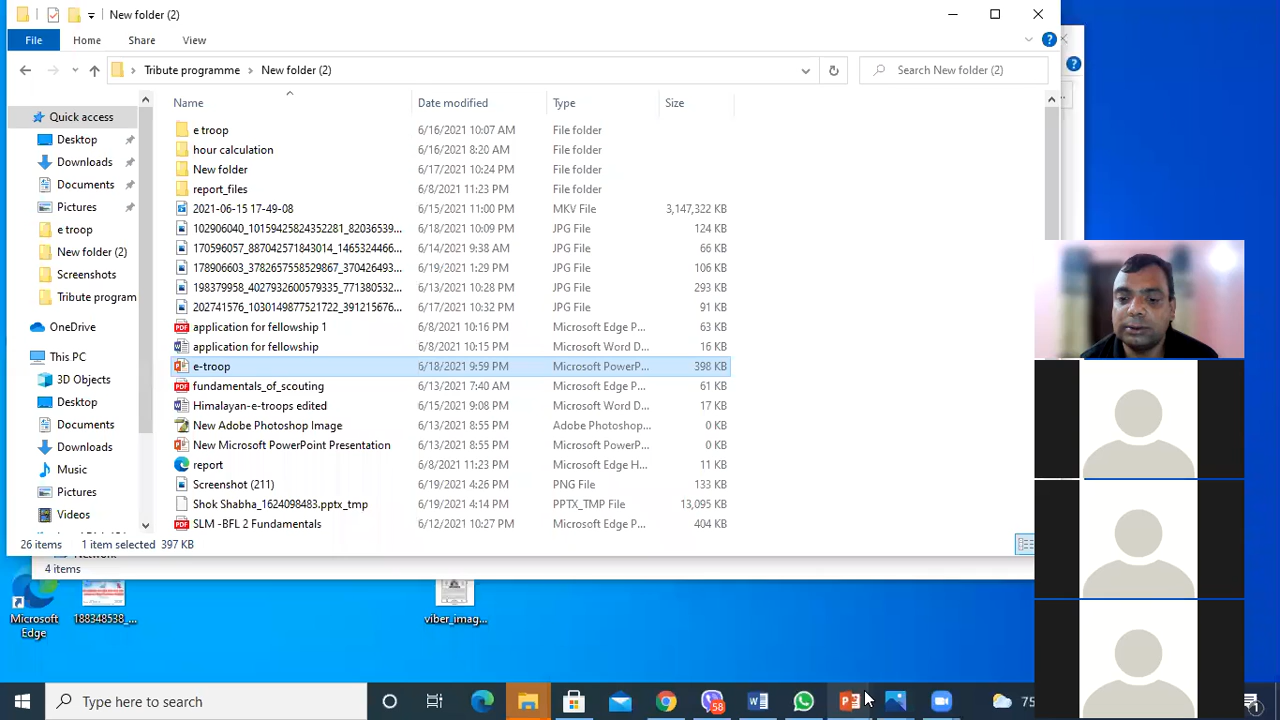 New folder (2)
File Home Share View
Tribute programme New folder (2) Search New folder (2)
Name Date modified Type Size
Quick access
Desktop
Downloads
Documents
Pictures
e troop
New folder (2)
Screenshots
Tribute program
OneDrive
This PC
3D Objects
Desktop
Documents
Downloads
Music
Pictures
Videos
e troop 6/16/2021 10:07 AM File folder
hour calculation 6/16/2021 8:20 AM File folder
New folder 6/17/2021 10:24 PM File folder
report_files 6/8/2021 11:23 PM File folder
2021-06-15 17-49-08 6/15/2021 11:00 PM MKV File 3,147,322 KB
102906040_10159425824352281_82036539... 6/18/2021 10:09 PM JPG File 124 KB
170596057_887042571843014_1465324466... 6/14/2021 9:38 AM JPG File 66 KB
178906603_3782657558529867_370426493... 6/19/2021 1:29 PM JPG File 106 KB
198379958_4027932600579335_771380532... 6/13/2021 10:28 PM JPG File 293 KB
202741576_1030149877521722_391215676... 6/17/2021 10:32 PM JPG File 91 KB
application for fellowship 1 6/8/2021 10:16 PM Microsoft Edge P... 63 KB
application for fellowship 6/8/2021 10:15 PM Microsoft Word D... 16 KB
e-troop 6/18/2021 9:59 PM Microsoft PowerP... 398 KB
fundamentals_of_scouting 6/13/2021 7:40 AM Microsoft Edge P... 61 KB
Himalayan-e-troops edited 6/15/2021 9:08 PM Microsoft Word D... 17 KB
New Adobe Photoshop Image 6/13/2021 8:55 PM Adobe Photoshop... 0 KB
New Microsoft PowerPoint Presentation 6/13/2021 8:55 PM Microsoft PowerP... 0 KB
report 6/8/2021 11:23 PM Microsoft Edge H... 11 KB
Screenshot (211) 6/19/2021 4:26 PM PNG File 133 KB
Shok Shabha_1624098483.pptx_tmp 6/19/2021 4:14 PM PPTX_TMP File 13,095 KB
SLM -BFL 2 Fundamentals 6/12/2021 10:27 PM Microsoft Edge P... 404 KB
26 items 1 item selected 397 KB
4 items
Microsoft Edge
188348538_...
viber_imag...
Type here to search
58
75
1